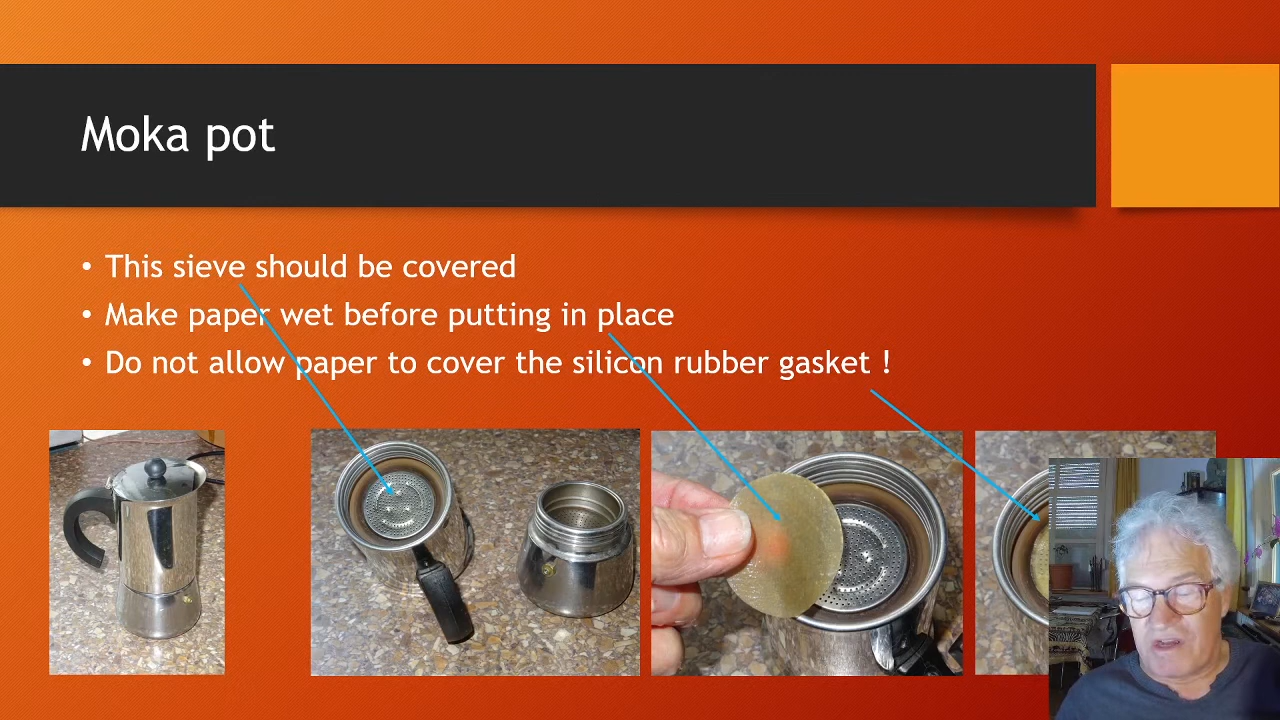 Moka pot
• This sieve should be covered
• Make paper wet before putting in place
• Do not allow paper to cover the silicon rubber gasket !